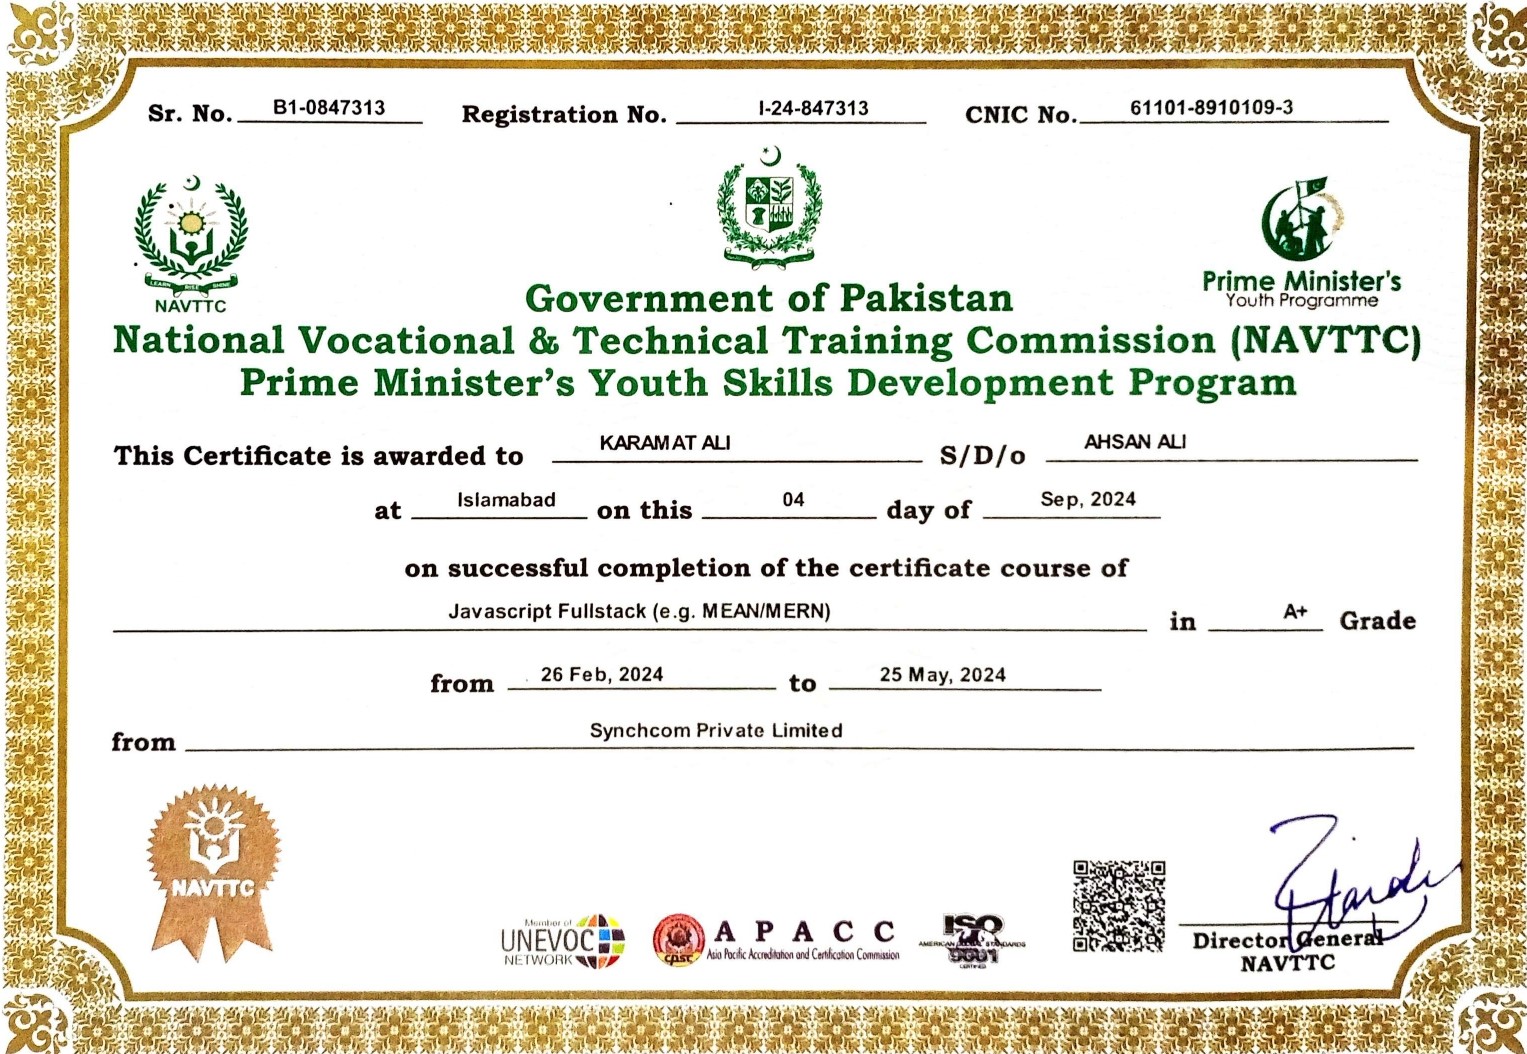 Sr. No. B1-0847313 Registration No. I-24-847313 CNIC No. 61101-8910109-3
LEARN RISE SHINE
NAVTTC
Prime Minister's
Youth Programme
Government of Pakistan
National Vocational & Technical Training Commission (NAVTTC)
Prime Minister's Youth Skills Development Program
This Certificate is awarded to KARAMAT ALI S/D/o AHSAN ALI
at Islamabad on this 04 day of Sep, 2024
on successful completion of the certificate course of
Javascript Fullstack (e.g. MEAN/MERN) in A+ Grade
from 26 Feb, 2024 to 25 May, 2024
from Synchcom Private Limited
NAVTTC
Member of
UNEVOC
NETWORK
cpsc
APACC
Asia Pacific Accreditation and Certification Commission
ISO
AMERICAN GLOBAL STANDARDS
9001
CERTIFIED
Director General
NAVTTC